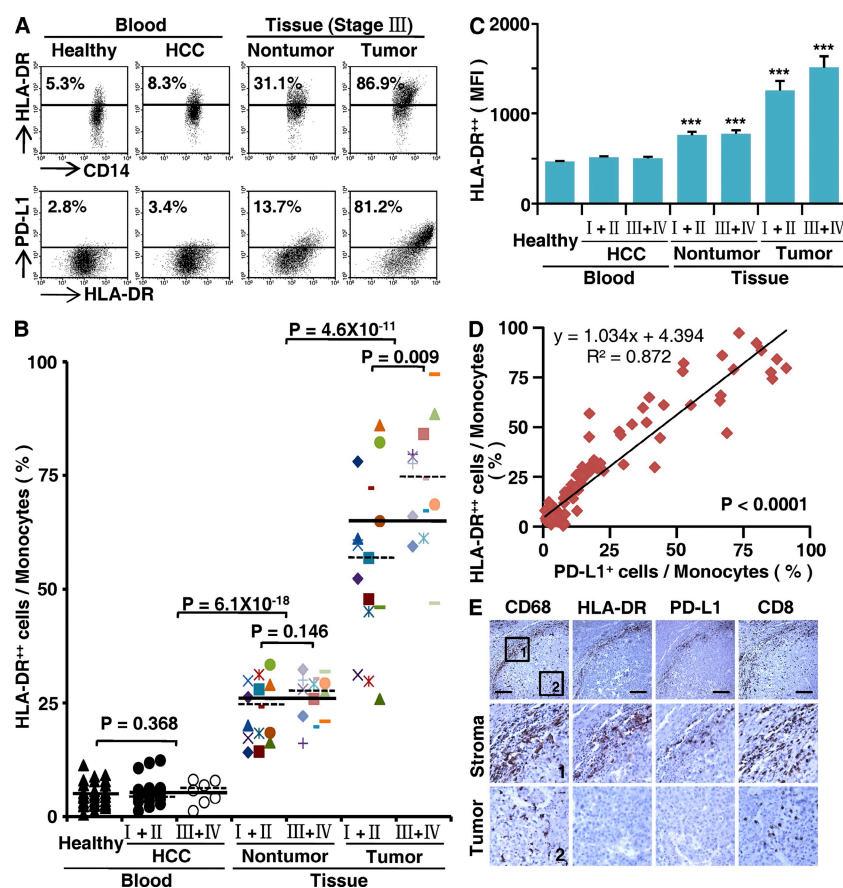 A
Blood
Tissue (Stage Ⅲ)
Healthy
HCC
Nontumor
Tumor
HLA-DR
5.3%
8.3%
31.1%
86.9%
CD14
PD-L1
2.8%
3.4%
13.7%
81.2%
HLA-DR
B
HLA-DR⁺⁺ cells / Monocytes ( % )
100
75
50
25
0
P = 4.6X10⁻¹¹
P = 0.009
P = 6.1X10⁻¹⁸
P = 0.146
P = 0.368
Healthy
Ⅰ + Ⅱ
Ⅲ+Ⅳ
Ⅰ + Ⅱ
Ⅲ+Ⅳ
Ⅰ + Ⅱ
Ⅲ+Ⅳ
HCC
Nontumor
Tumor
Blood
Tissue
C
HLA-DR⁺⁺ ( MFI )
2000
1000
0
***
***
***
***
Healthy
Ⅰ + Ⅱ
Ⅲ+Ⅳ
Ⅰ + Ⅱ
Ⅲ+Ⅳ
Ⅰ + Ⅱ
Ⅲ+Ⅳ
HCC
Nontumor
Tumor
Blood
Tissue
D
HLA-DR⁺⁺ cells / Monocytes
( % )
100
75
50
25
0
y = 1.034x + 4.394
R² = 0.872
P < 0.0001
0
25
50
75
100
PD-L1⁺ cells / Monocytes ( % )
E
CD68
HLA-DR
PD-L1
CD8
1
2
Stroma
1
Tumor
2